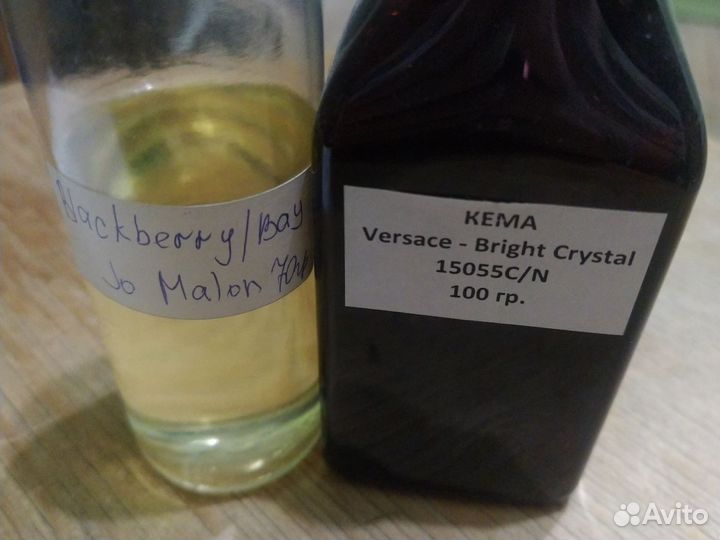 Blackberry/Bay
Jo Malon
KEMA
Versace - Bright Crystal
15055C/N
100 гр.
Avito